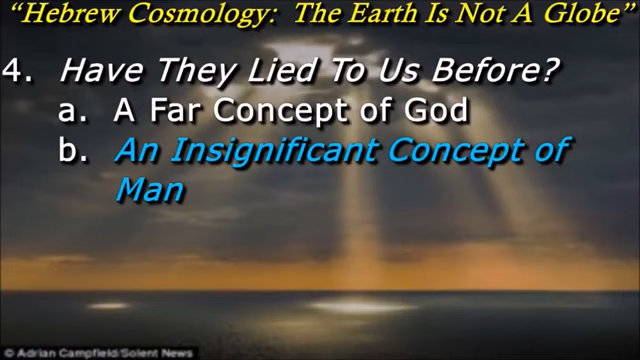 “Hebrew Cosmology: The Earth Is Not A Globe”
4. Have They Lied To Us Before?
a. A Far Concept of God
b. An Insignificant Concept of
Man
© Adrian Campfield/Solent News